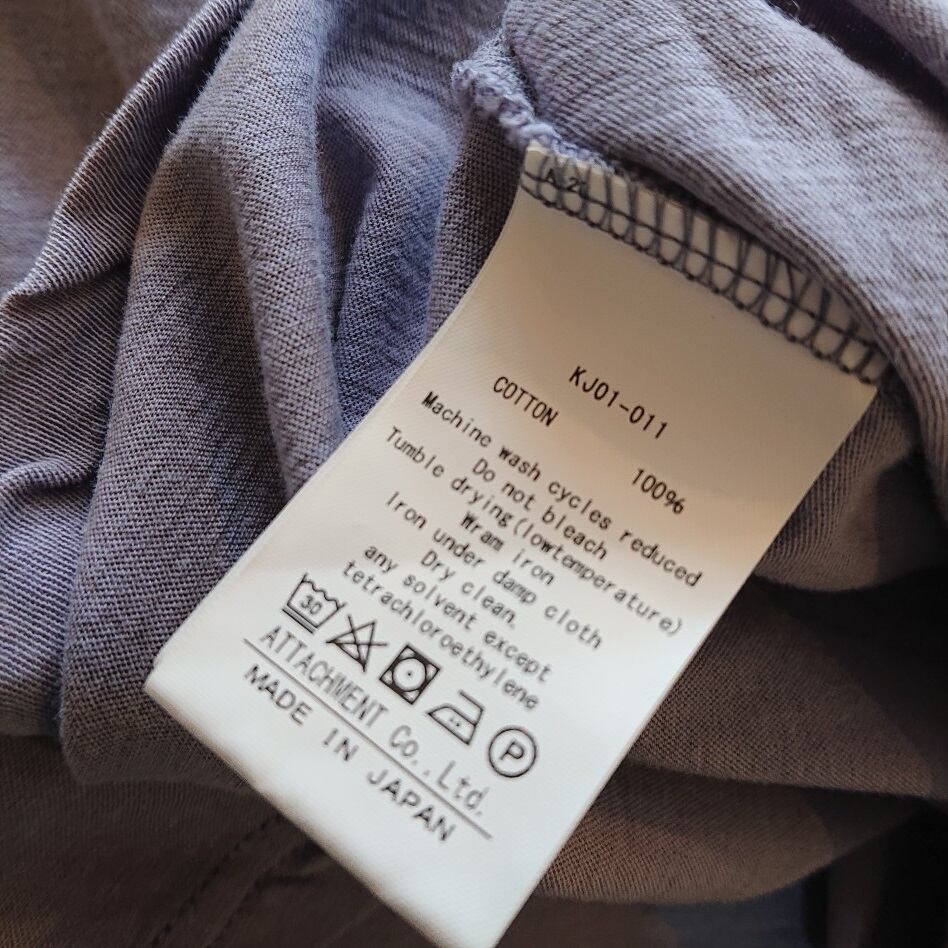 KJ01-011
COTTON 100%
Machine wash cycles reduced
Do not bleach
Tumble drying(lowtemperature)
Wram iron
Iron under damp cloth
Dry clean.
any solvent except
tetrachloroethylene
30 P
ATTACHMENT Co.,Ltd.
MADE IN JAPAN